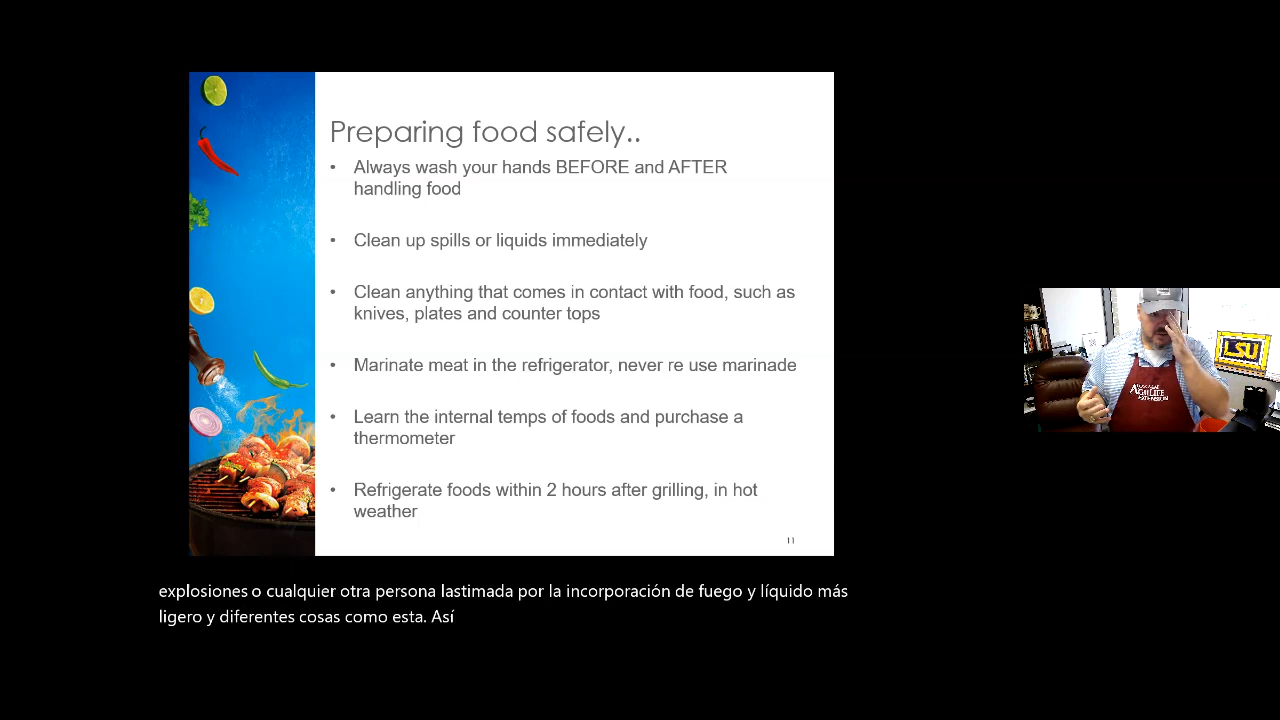 Preparing food safely..
• Always wash your hands BEFORE and AFTER
handling food
• Clean up spills or liquids immediately
• Clean anything that comes in contact with food, such as
knives, plates and counter tops
• Marinate meat in the refrigerator, never re use marinade
• Learn the internal temps of foods and purchase a
thermometer
• Refrigerate foods within 2 hours after grilling, in hot
weather
11
LSU
AGRILIFE
EXTENSION
explosiones o cualquier otra persona lastimada por la incorporación de fuego y líquido más
ligero y diferentes cosas como esta. Así